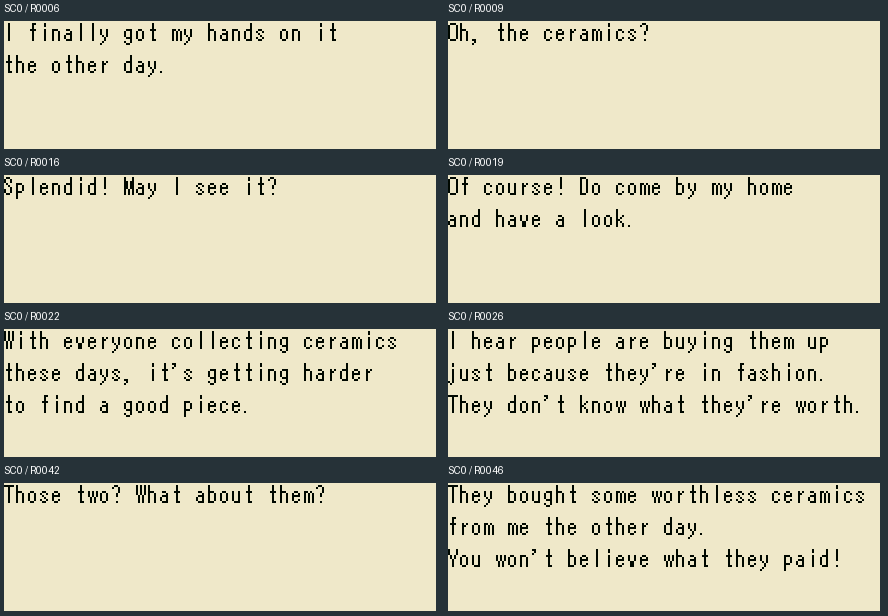 SC0 / R0006
I finally got my hands on it
the other day.
SC0 / R0009
Oh, the ceramics?
SC0 / R0016
Splendid! May I see it?
SC0 / R0019
Of course! Do come by my home
and have a look.
SC0 / R0022
With everyone collecting ceramics
these days, it's getting harder
to find a good piece.
SC0 / R0026
I hear people are buying them up
just because they're in fashion.
They don't know what they're worth.
SC0 / R0042
Those two? What about them?
SC0 / R0046
They bought some worthless ceramics
from me the other day.
You won't believe what they paid!